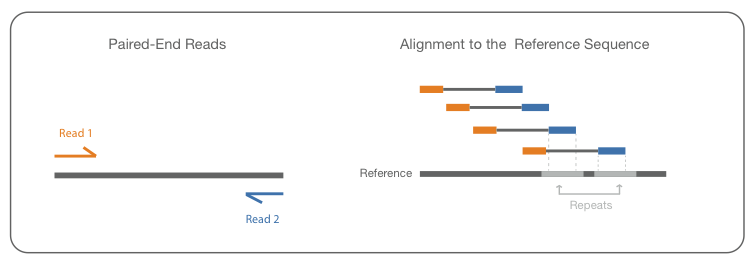 Paired-End Reads
Alignment to the Reference Sequence
Read 1
Read 2
Reference
Repeats